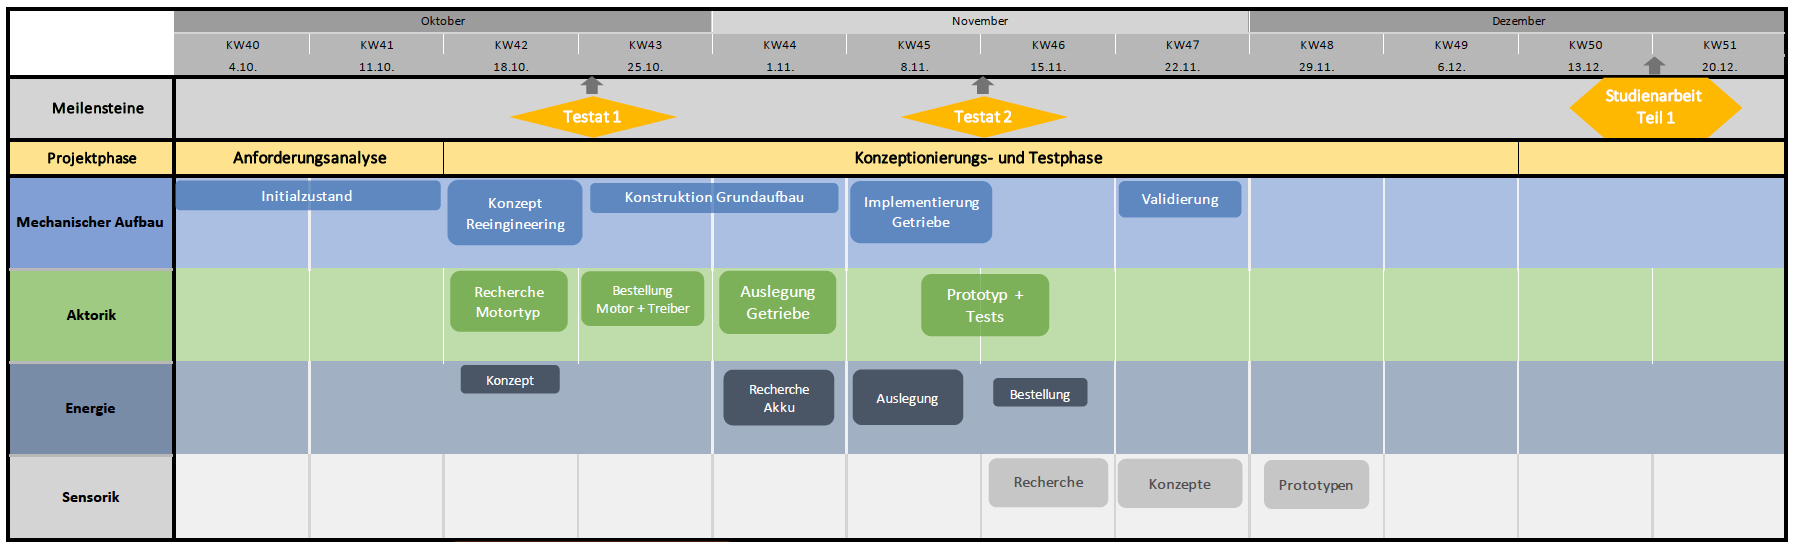 Oktober
November
Dezember
KW40
KW41
KW42
KW43
KW44
KW45
KW46
KW47
KW48
KW49
KW50
KW51
4.10.
11.10.
18.10.
25.10.
1.11.
8.11.
15.11.
22.11.
29.11.
6.12.
13.12.
20.12.
Meilensteine
Testat 1
Testat 2
Studienarbeit
Teil 1
Projektphase
Anforderungsanalyse
Konzeptionierungs- und Testphase
Mechanischer Aufbau
Initialzustand
Konzept
Reeingineering
Konstruktion Grundaufbau
Implementierung
Getriebe
Validierung
Aktorik
Recherche
Motortyp
Bestellung
Motor + Treiber
Auslegung
Getriebe
Prototyp +
Tests
Energie
Konzept
Recherche
Akku
Auslegung
Bestellung
Sensorik
Recherche
Konzepte
Prototypen